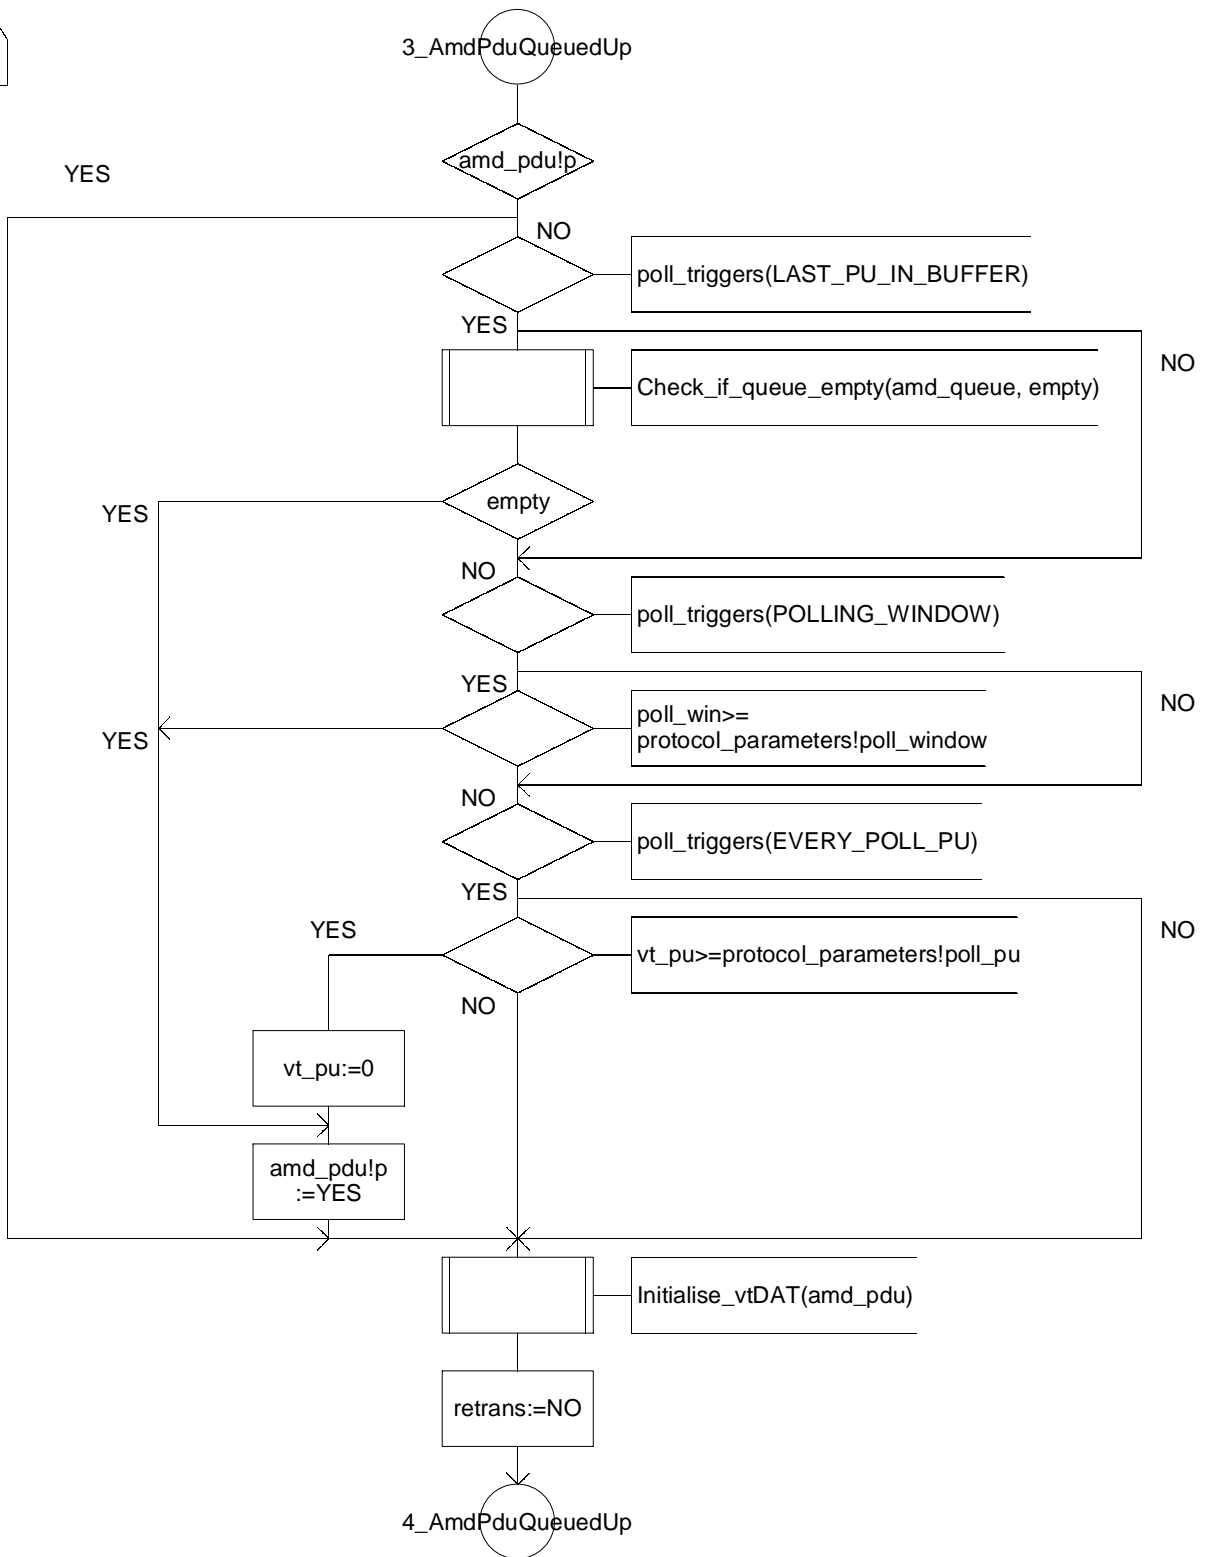 3_AmdPduQueuedUp
amd_pdu!p
YES
NO
poll_triggers(LAST_PU_IN_BUFFER)
YES
NO
Check_if_queue_empty(amd_queue, empty)
empty
YES
NO
poll_triggers(POLLING_WINDOW)
YES
NO
poll_win>=
protocol_parameters!poll_window
YES
NO
poll_triggers(EVERY_POLL_PU)
YES
YES
NO
vt_pu>=protocol_parameters!poll_pu
NO
vt_pu:=0
amd_pdu!p
:=YES
Initialise_vtDAT(amd_pdu)
retrans:=NO
4_AmdPduQueuedUp